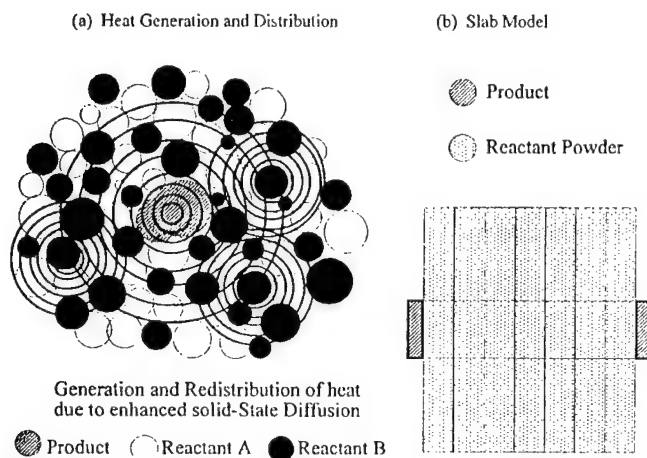 (a) Heat Generation and Distribution
(b) Slab Model
Product
Reactant Powder
Generation and Redistribution of heat
due to enhanced solid-State Diffusion
Product Reactant A Reactant B